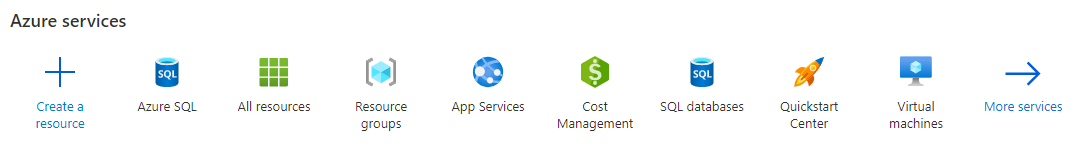 Azure services
SQL
SQL
Create a
resource
Azure SQL
All resources
Resource
groups
App Services
Cost
Management
SQL databases
Quickstart
Center
Virtual
machines
More services